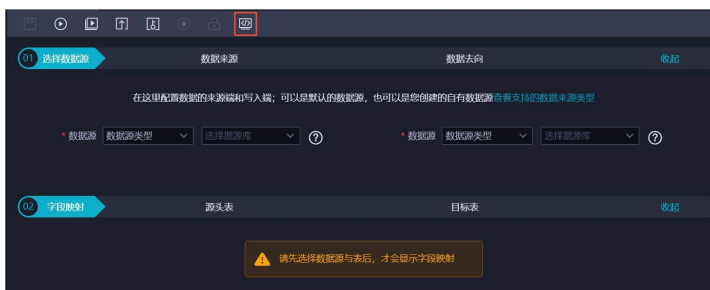 01 选择数据源 数据来源 数据去向 收起
在这里配置数据的来源端和写入端；可以是默认的数据源，也可以是您创建的自有数据源查看支持的数据来源类型
* 数据源 数据源类型 选择据源库 ? * 数据源 数据源类型 选择据源库 ?
02 字段映射 源头表 目标表 收起
请先选择数据源与表后，才会显示字段映射